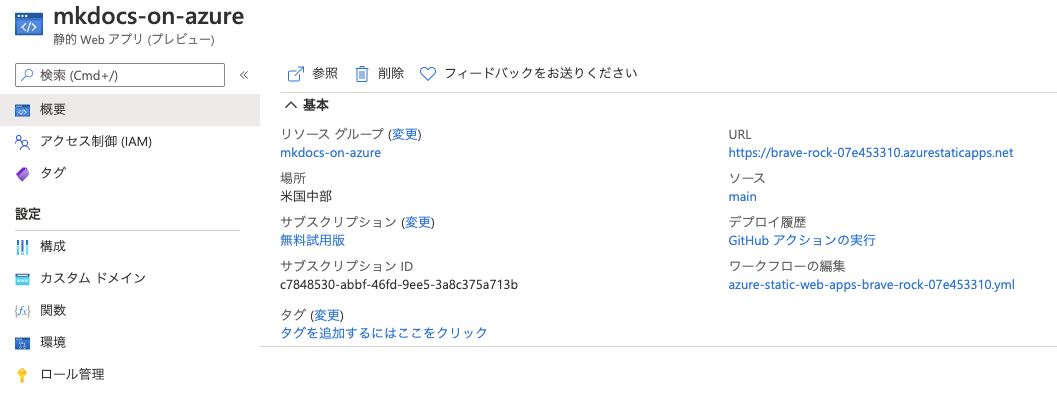 mkdocs-on-azure
静的 Web アプリ (プレビュー)
検索 (Cmd+/)
«
概要
アクセス制御 (IAM)
タグ
設定
構成
カスタム ドメイン
関数
環境
ロール管理
参照 削除 フィードバックをお送りください
基本
リソース グループ (変更)
mkdocs-on-azure
場所
米国中部
サブスクリプション (変更)
無料試用版
サブスクリプション ID
c7848530-abbf-46fd-9ee5-3a8c375a713b
タグ (変更)
タグを追加するにはここをクリック
URL
https://brave-rock-07e453310.azurestaticapps.net
ソース
main
デプロイ履歴
GitHub アクションの実行
ワークフローの編集
azure-static-web-apps-brave-rock-07e453310.yml